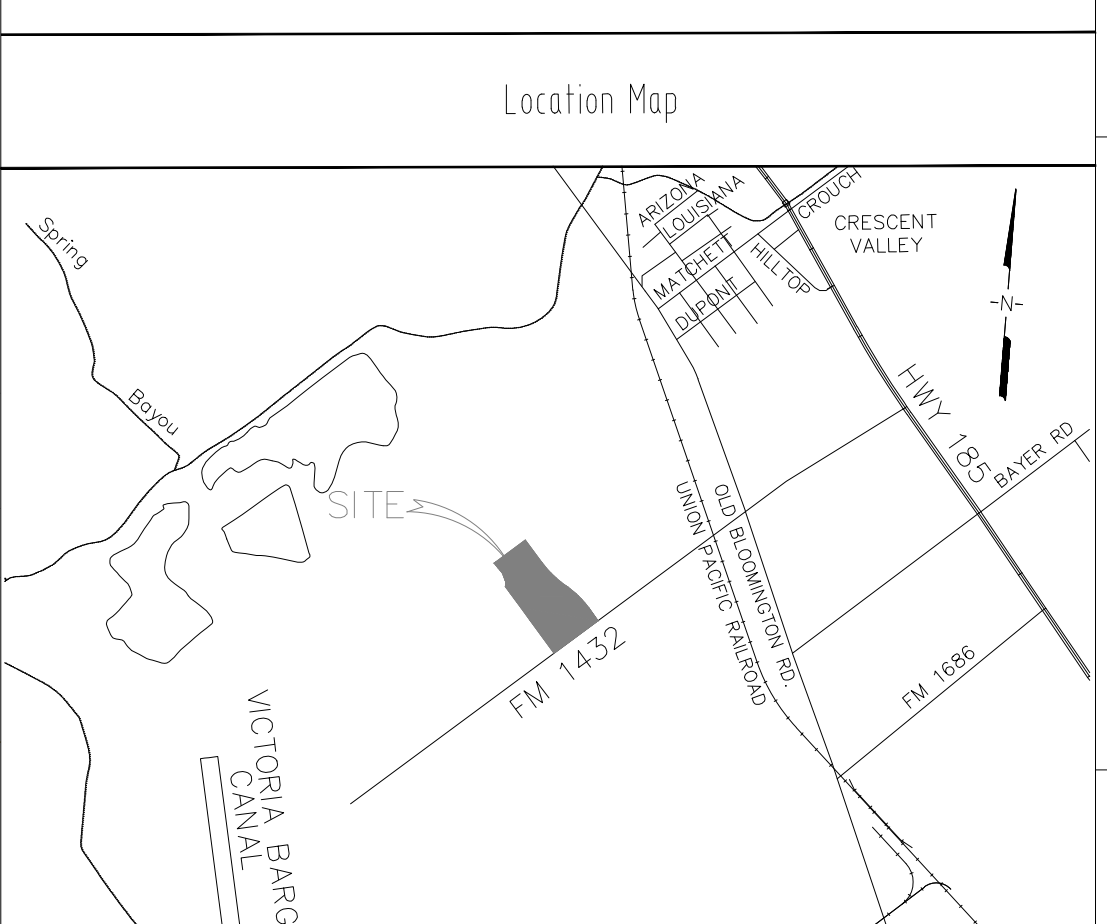 Location Map
Spring
Bayou
ARIZONA
LOUISIANA
CROUCH
CRESCENT
VALLEY
MATCHETT
HILLTOP
DUPONT
-N-
HWY 185
BAYER RD
SITE
UNION PACIFIC RAILROAD
OLD BLOOMINGTON RD.
FM 1432
FM 1686
VICTORIA BARG
CANAL